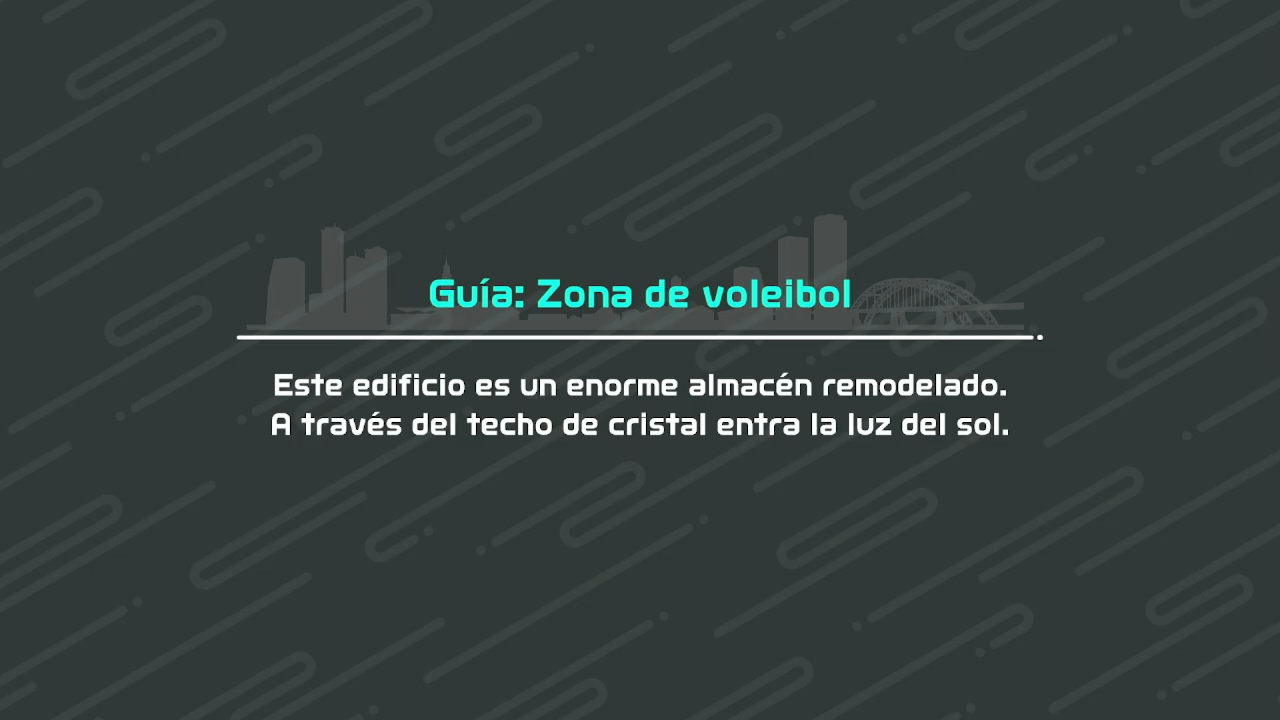 Guía: Zona de voleibol
Este edificio es un enorme almacén remodelado.
A través del techo de cristal entra la luz del sol.